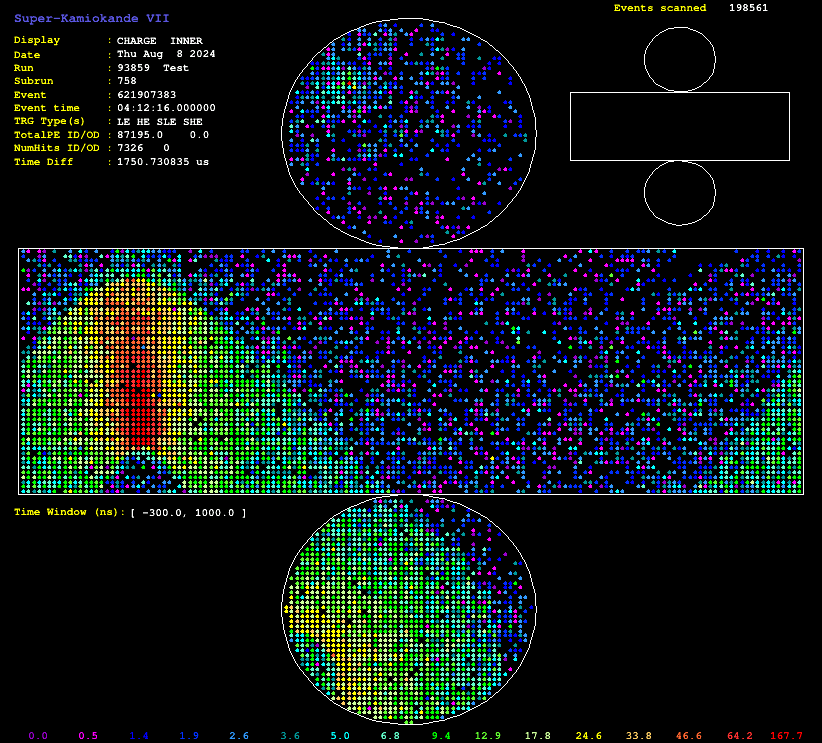 Super-Kamiokande VII
Events scanned 198561
Display : CHARGE INNER
Date : Thu Aug 8 2024
Run : 93859 Test
Subrun : 758
Event : 621907383
Event time : 04:12:16.000000
TRG Type(s) : LE HE SLE SHE
TotalPE ID/OD : 87195.0 0.0
NumHits ID/OD : 7326 0
Time Diff : 1750.730835 us
Time Window (ns): [ -300.0, 1000.0 ]
0.0 0.5 1.4 1.9 2.6 3.6 5.0 6.8 9.4 12.9 17.8 24.6 33.8 46.6 64.2 167.7